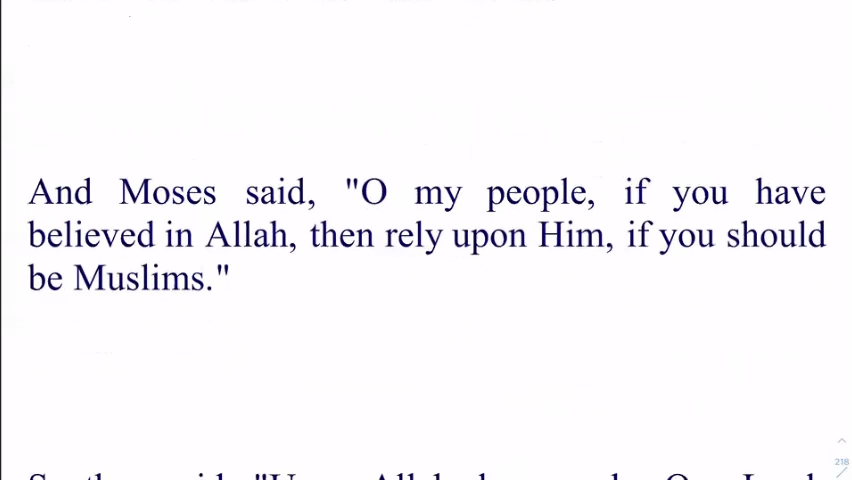 And Moses said, "O my people, if you have
believed in Allah, then rely upon Him, if you should
be Muslims."
218